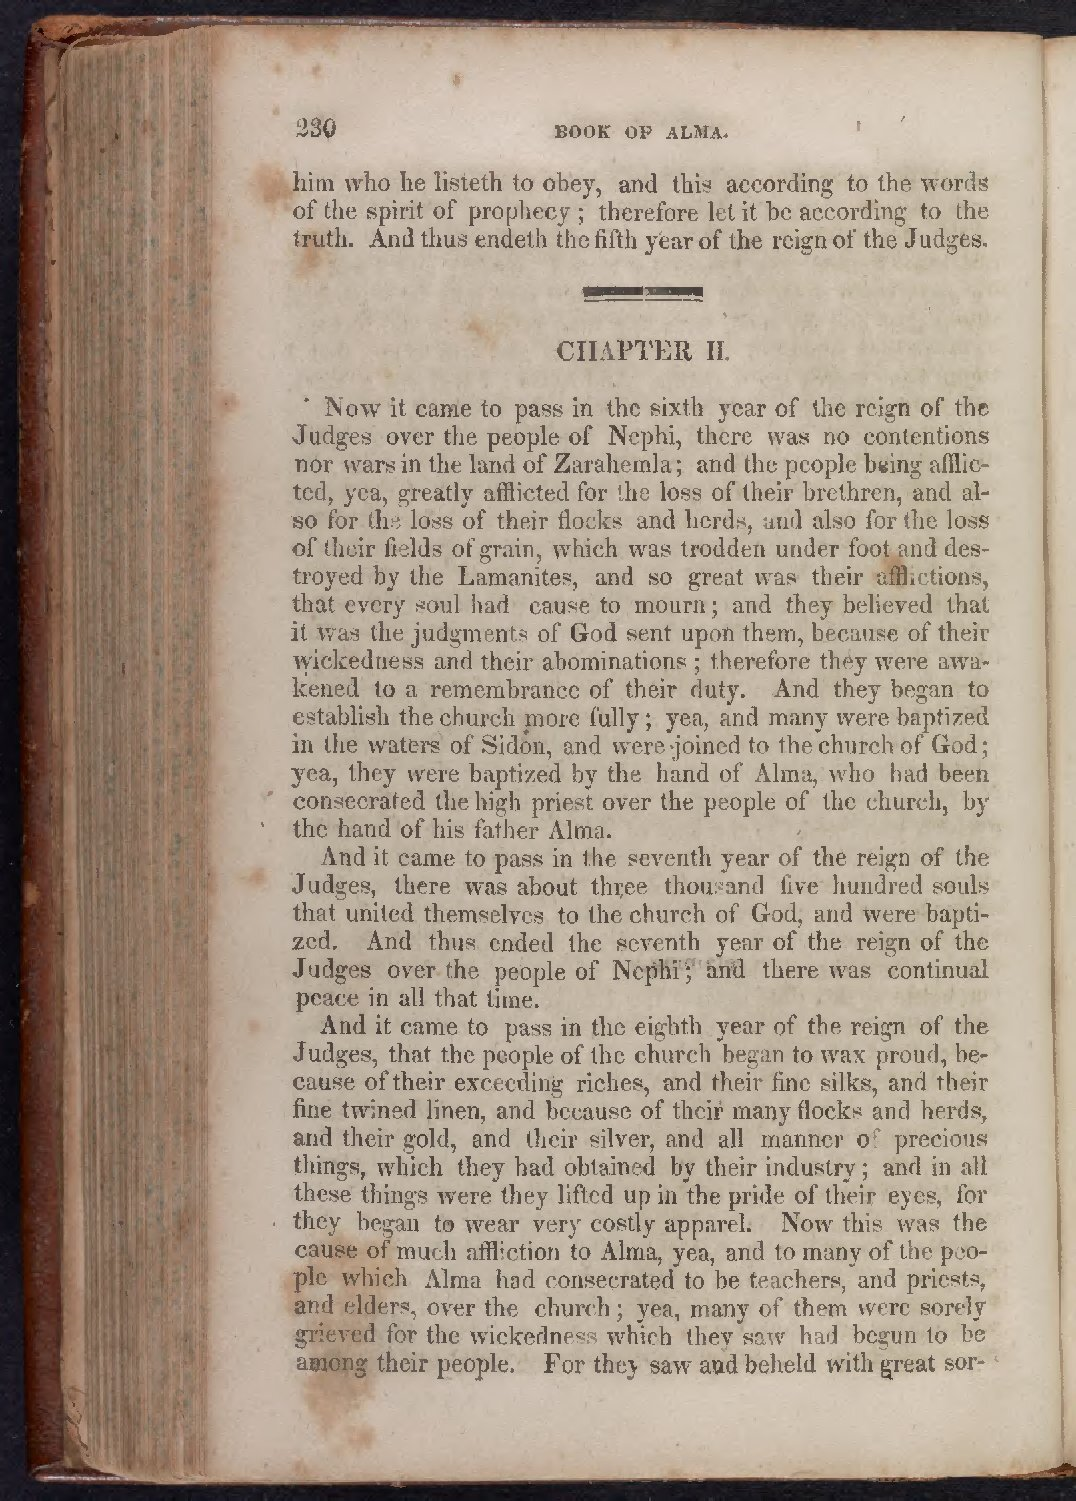 230 BOOK OF ALMA.
him who he listeth to obey, and this according to the words
of the spirit of prophecy ; therefore let it be according to the
truth. And thus endeth the fifth year of the reign of the Judges.
CHAPTER II.
Now it came to pass in the sixth year of the reign of the
Judges over the people of Nephi, there was no contentions
nor wars in the land of Zarahemla; and the people being afflic-
ted, yea, greatly afflicted for the loss of their brethren, and al-
so for the loss of their flocks and herds, and also for the loss
of their fields of grain, which was trodden under foot and des-
troyed by the Lamanites, and so great was their afflictions,
that every soul had cause to mourn; and they believed that
it was the judgments of God sent upon them, because of their
wickedness and their abominations ; therefore they were awa-
kened to a remembrance of their duty. And they began to
establish the church more fully; yea, and many were baptized
in the waters of Sidon, and were joined to the church of God;
yea, they were baptized by the hand of Alma, who had been
consecrated the high priest over the people of the church, by
the hand of his father Alma.
And it came to pass in the seventh year of the reign of the
Judges, there was about three thousand five hundred souls
that united themselves to the church of God, and were bapti-
zed. And thus ended the seventh year of the reign of the
Judges over the people of Nephi; and there was continual
peace in all that time.
And it came to pass in the eighth year of the reign of the
Judges, that the people of the church began to wax proud, be-
cause of their exceeding riches, and their fine silks, and their
fine twined linen, and because of their many flocks and herds,
and their gold, and their silver, and all manner of precious
things, which they had obtained by their industry; and in all
these things were they lifted up in the pride of their eyes, for
they began to wear very costly apparel. Now this was the
cause of much affliction to Alma, yea, and to many of the peo-
ple which Alma had consecrated to be teachers, and priests,
and elders, over the church; yea, many of them were sorely
grieved for the wickedness which they saw had begun to be
among their people. For they saw and beheld with great sor-